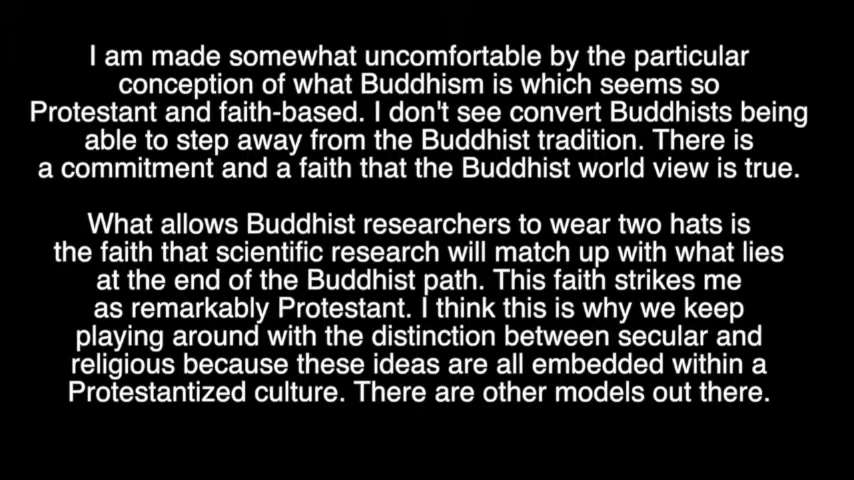 I am made somewhat uncomfortable by the particular
conception of what Buddhism is which seems so
Protestant and faith-based. I don't see convert Buddhists being
able to step away from the Buddhist tradition. There is
a commitment and a faith that the Buddhist world view is true.
What allows Buddhist researchers to wear two hats is
the faith that scientific research will match up with what lies
at the end of the Buddhist path. This faith strikes me
as remarkably Protestant. I think this is why we keep
playing around with the distinction between secular and
religious because these ideas are all embedded within a
Protestantized culture. There are other models out there.